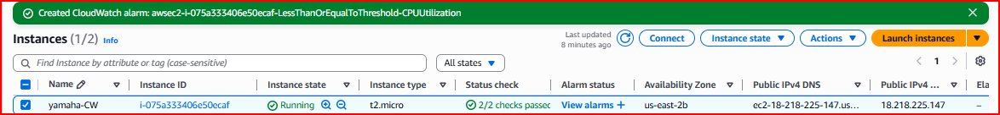 Created CloudWatch alarm: awsec2-i-075a333406e50ecaf-LessThanOrEqualToThreshold-CPUUtilization
Instances (1/2) Info
Last updated
8 minutes ago
Connect
Instance state
Actions
Launch instances
Find Instance by attribute or tag (case-sensitive)
All states
1
Name
Instance ID
Instance state
Instance type
Status check
Alarm status
Availability Zone
Public IPv4 DNS
Public IPv4 ...
Ela
yamaha-CW
i-075a333406e50ecaf
Running
t2.micro
2/2 checks passec
View alarms +
us-east-2b
ec2-18-218-225-147.us...
18.218.225.147
–